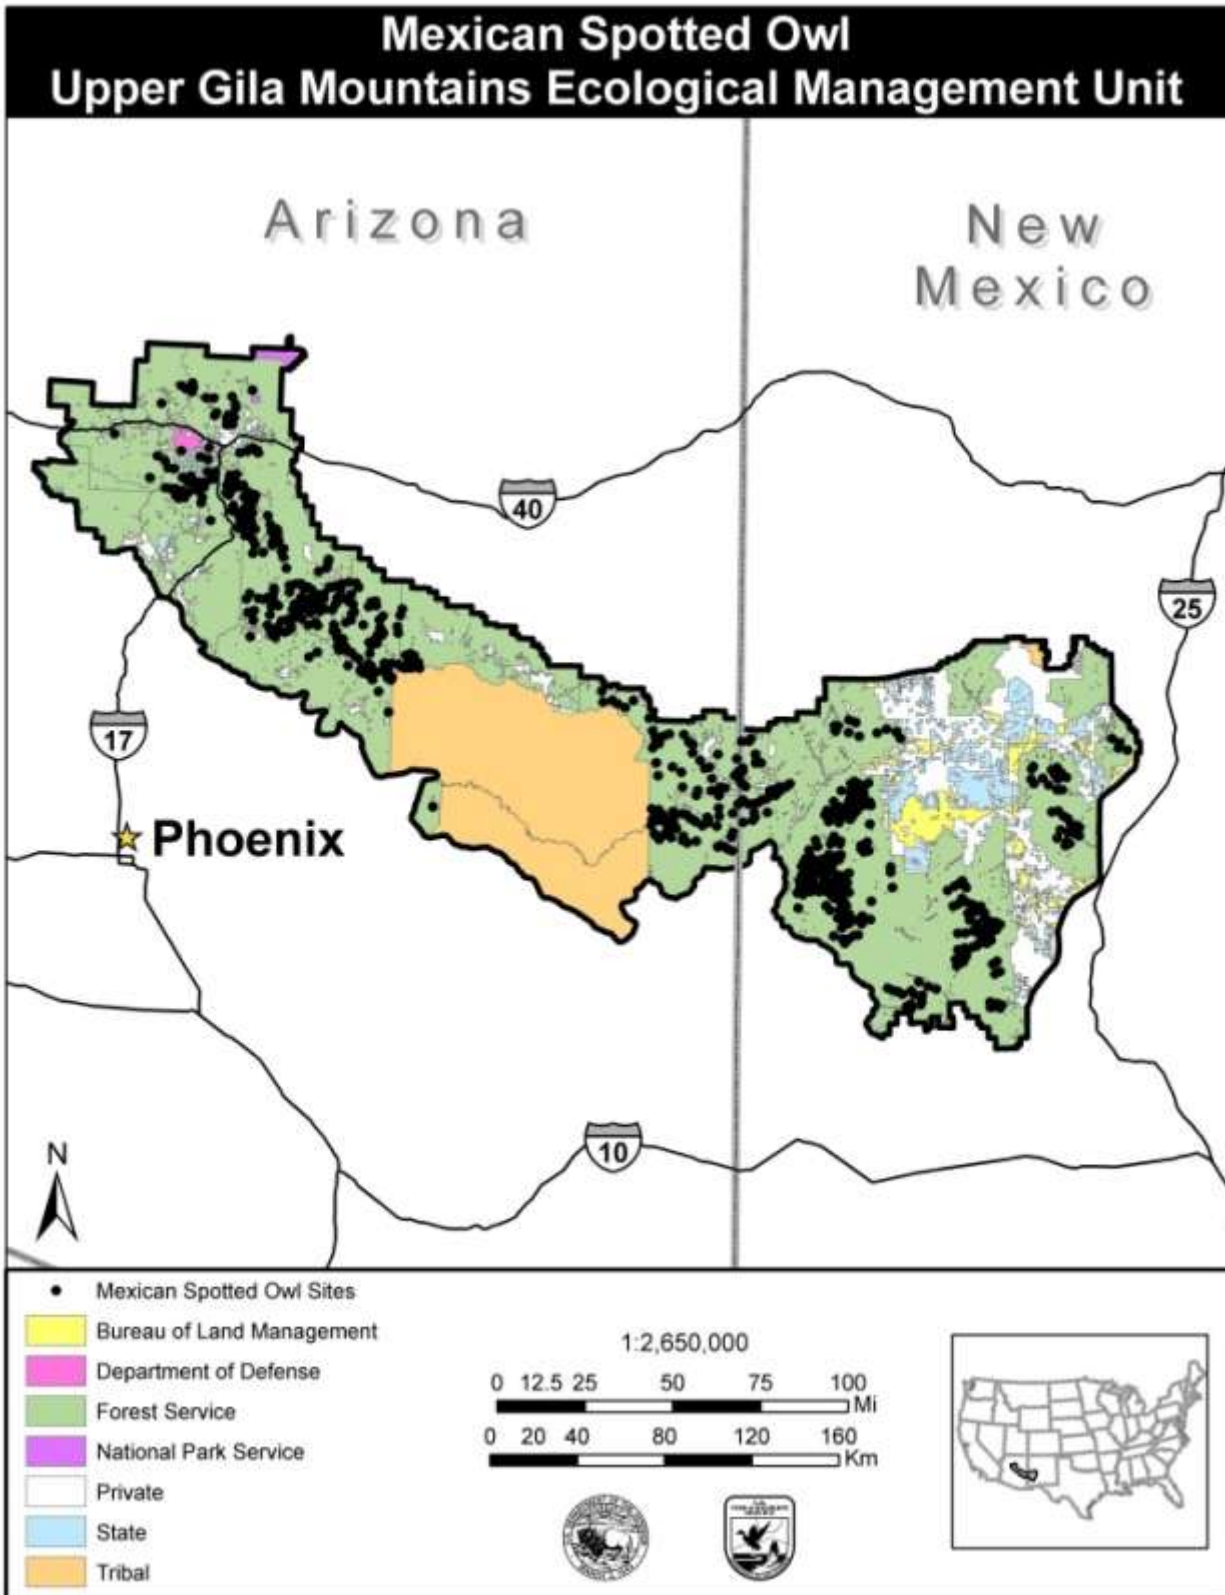 Mexican Spotted Owl
Upper Gila Mountains Ecological Management Unit
Arizona
New
Mexico
40
25
17
Phoenix
10
N
Mexican Spotted Owl Sites
Bureau of Land Management
Department of Defense
Forest Service
National Park Service
Private
State
Tribal
1:2,650,000
0 12.5 25 50 75 100
Mi
0 20 40 80 120 160
Km